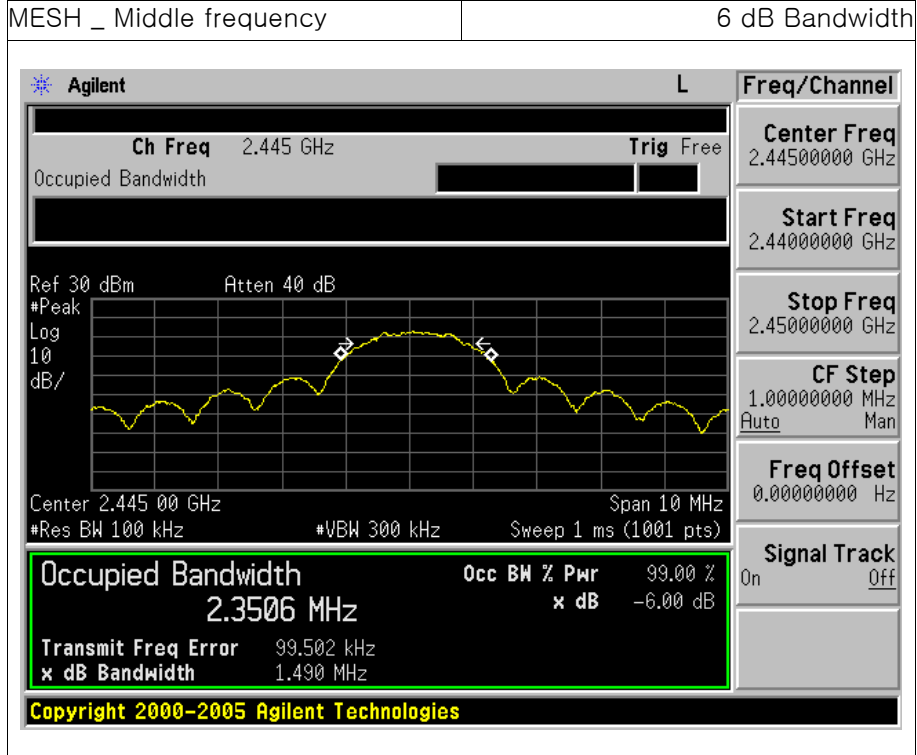 MESH _ Middle frequency 6 dB Bandwidth
Agilent L
Ch Freq 2.445 GHz Trig Free
Occupied Bandwidth
Ref 30 dBm Atten 40 dB
#Peak
Log
10
dB/
Center 2.445 00 GHz Span 10 MHz
#Res BW 100 kHz #VBW 300 kHz Sweep 1 ms (1001 pts)
Occupied Bandwidth Occ BW % Pwr 99.00 %
2.3506 MHz x dB -6.00 dB
Transmit Freq Error 99.502 kHz
x dB Bandwidth 1.490 MHz
Copyright 2000-2005 Agilent Technologies
Freq/Channel
Center Freq
2.44500000 GHz
Start Freq
2.44000000 GHz
Stop Freq
2.45000000 GHz
CF Step
1.00000000 MHz
Auto Man
Freq Offset
0.00000000 Hz
Signal Track
On Off